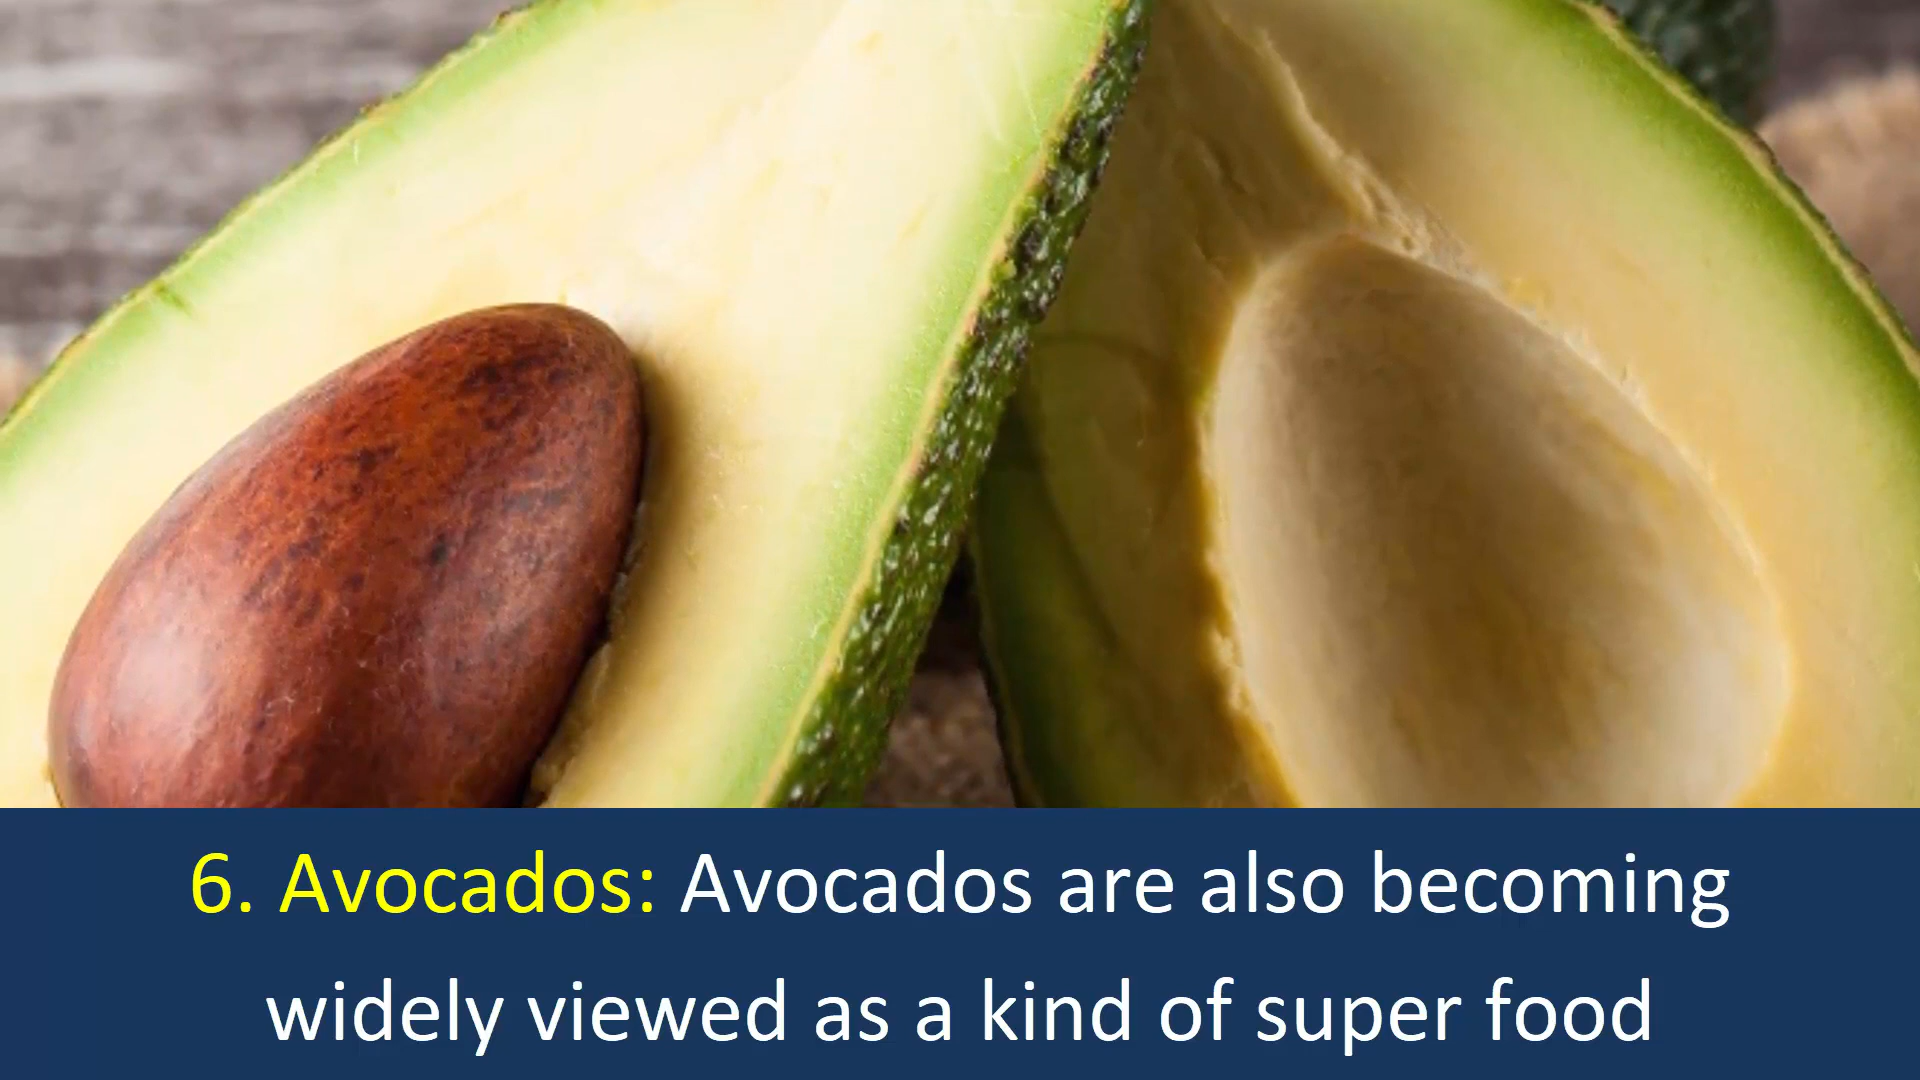 6. Avocados: Avocados are also becoming
widely viewed as a kind of super food